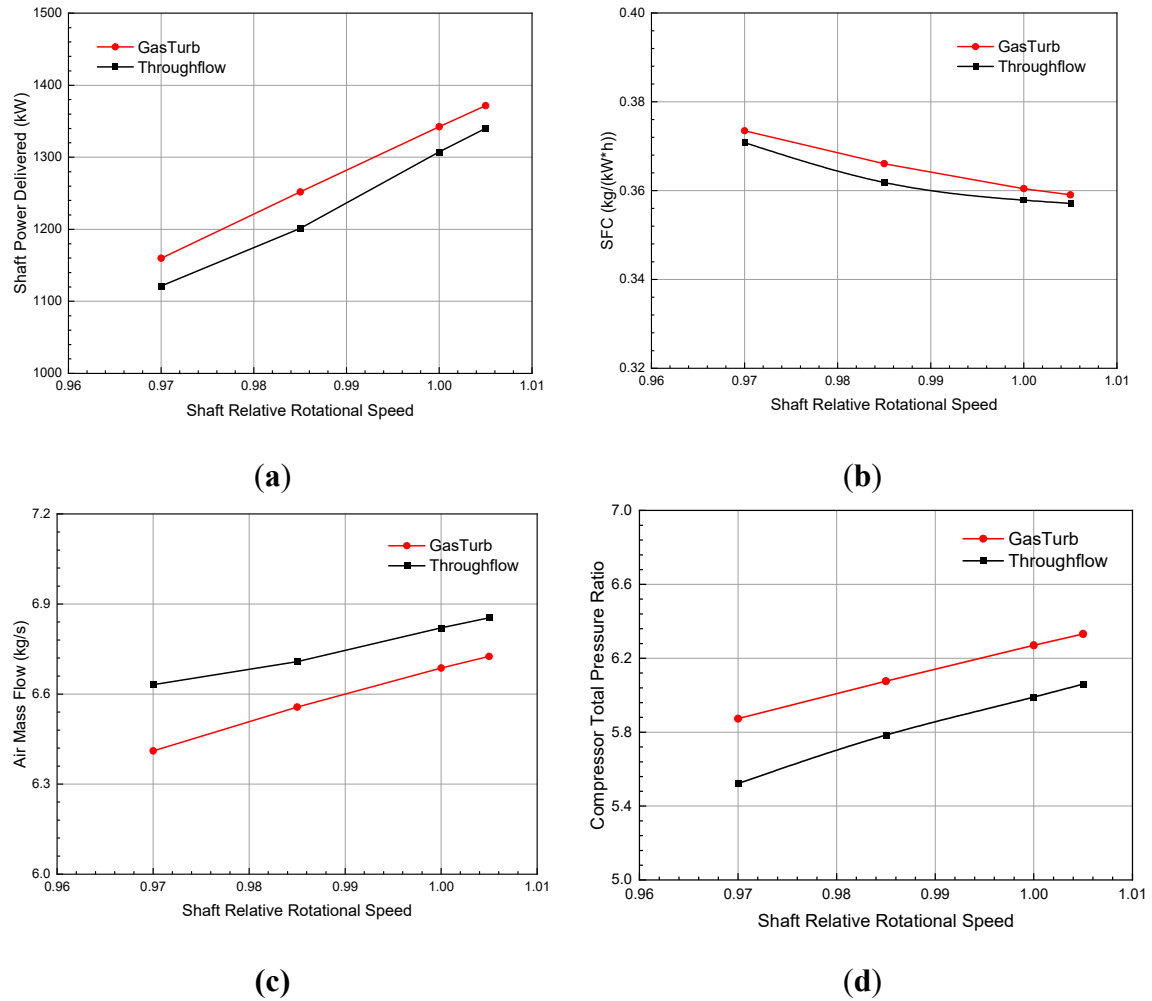 1500
1400
1300
1200
1100
1000
Shaft Power Delivered (kW)
GasTurb
Throughflow
0.96
0.97
0.98
0.99
1.00
1.01
Shaft Relative Rotational Speed
(a)
0.40
0.38
0.36
0.34
0.32
SFC (kg/(kW*h))
GasTurb
Throughflow
0.96
0.97
0.98
0.99
1.00
1.01
Shaft Relative Rotational Speed
(b)
7.2
6.9
6.6
6.3
6.0
Air Mass Flow (kg/s)
GasTurb
Throughflow
0.96
0.97
0.98
0.99
1.00
1.01
Shaft Relative Rotational Speed
(c)
7.0
6.6
6.2
5.8
5.4
5.0
Compressor Total Pressure Ratio
GasTurb
Throughflow
0.96
0.97
0.98
0.99
1.00
1.01
Shaft Relative Rotational Speed
(d)